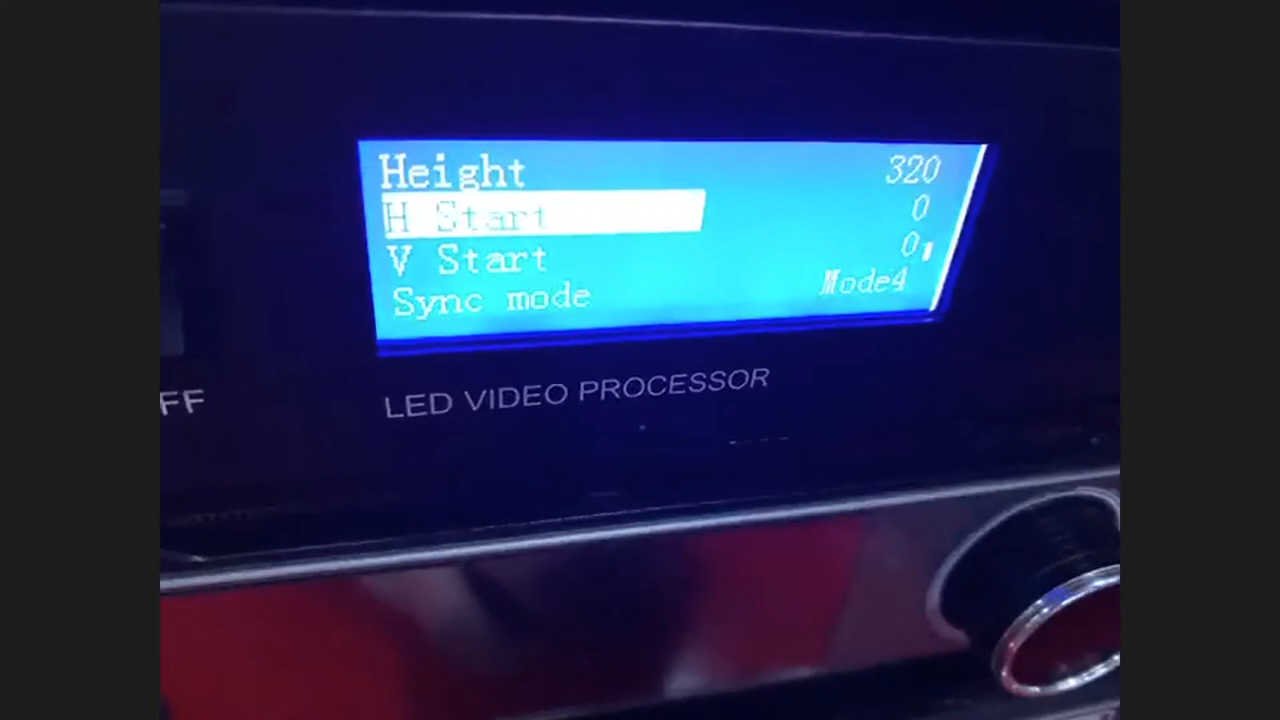 Height 320
H Start 0
V Start 0
Sync mode Mode4
FF
LED VIDEO PROCESSOR